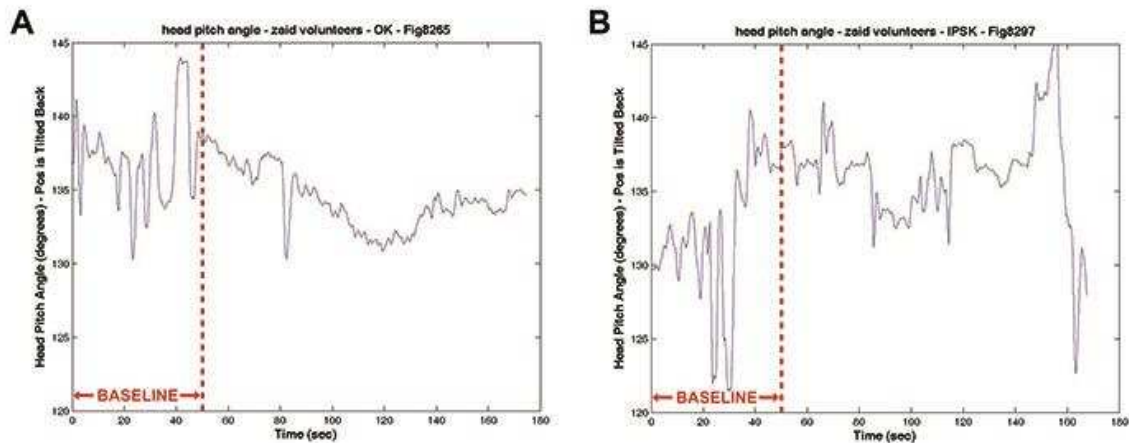 A
head pitch angle - zaid volunteers - OK - Fig8265
Head Pitch Angle (degrees) - Pos is Tilted Back
145
140
135
130
125
120
BASELINE
0 20 40 60 80 100 120 140 160 180
Time (sec)
B
head pitch angle - zaid volunteers - IPSK - Fig8297
Head Pitch Angle (degrees) - Pos is Tilted Back
145
140
135
130
125
120
BASELINE
0 20 40 60 80 100 120 140 160 180
Time (sec)